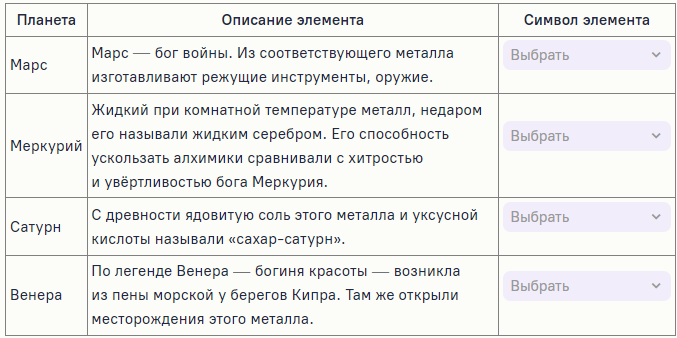 Планета Описание элемента Символ элемента
Марс
Марс — бог войны. Из соответствующего металла
изготавливают режущие инструменты, оружие.
Выбрать
Меркурий
Жидкий при комнатной температуре металл, недаром
его называли жидким серебром. Его способность
ускользать алхимики сравнивали с хитростью
и увёртливостью бога Меркурия.
Выбрать
Сатурн
С древности ядовитую соль этого металла и уксусной
кислоты называли «сахар-сатурн».
Выбрать
Венера
По легенде Венера — богиня красоты — возникла
из пены морской у берегов Кипра. Там же открыли
месторождения этого металла.
Выбрать